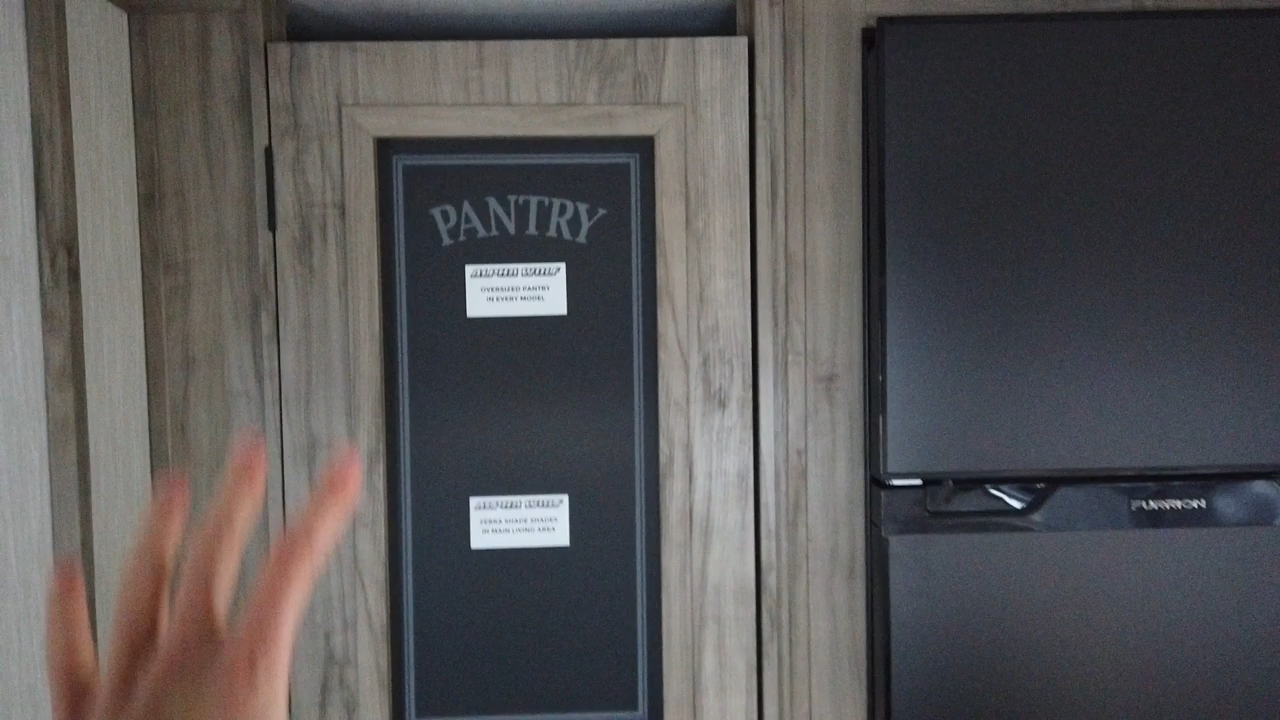 PANTRY
ALPHA WOLF
OVERSIZED PANTRY
IN EVERY MODEL
ALPHA WOLF
ZEBRA SHADE SHADES
IN MAIN LIVING AREA
FURRION